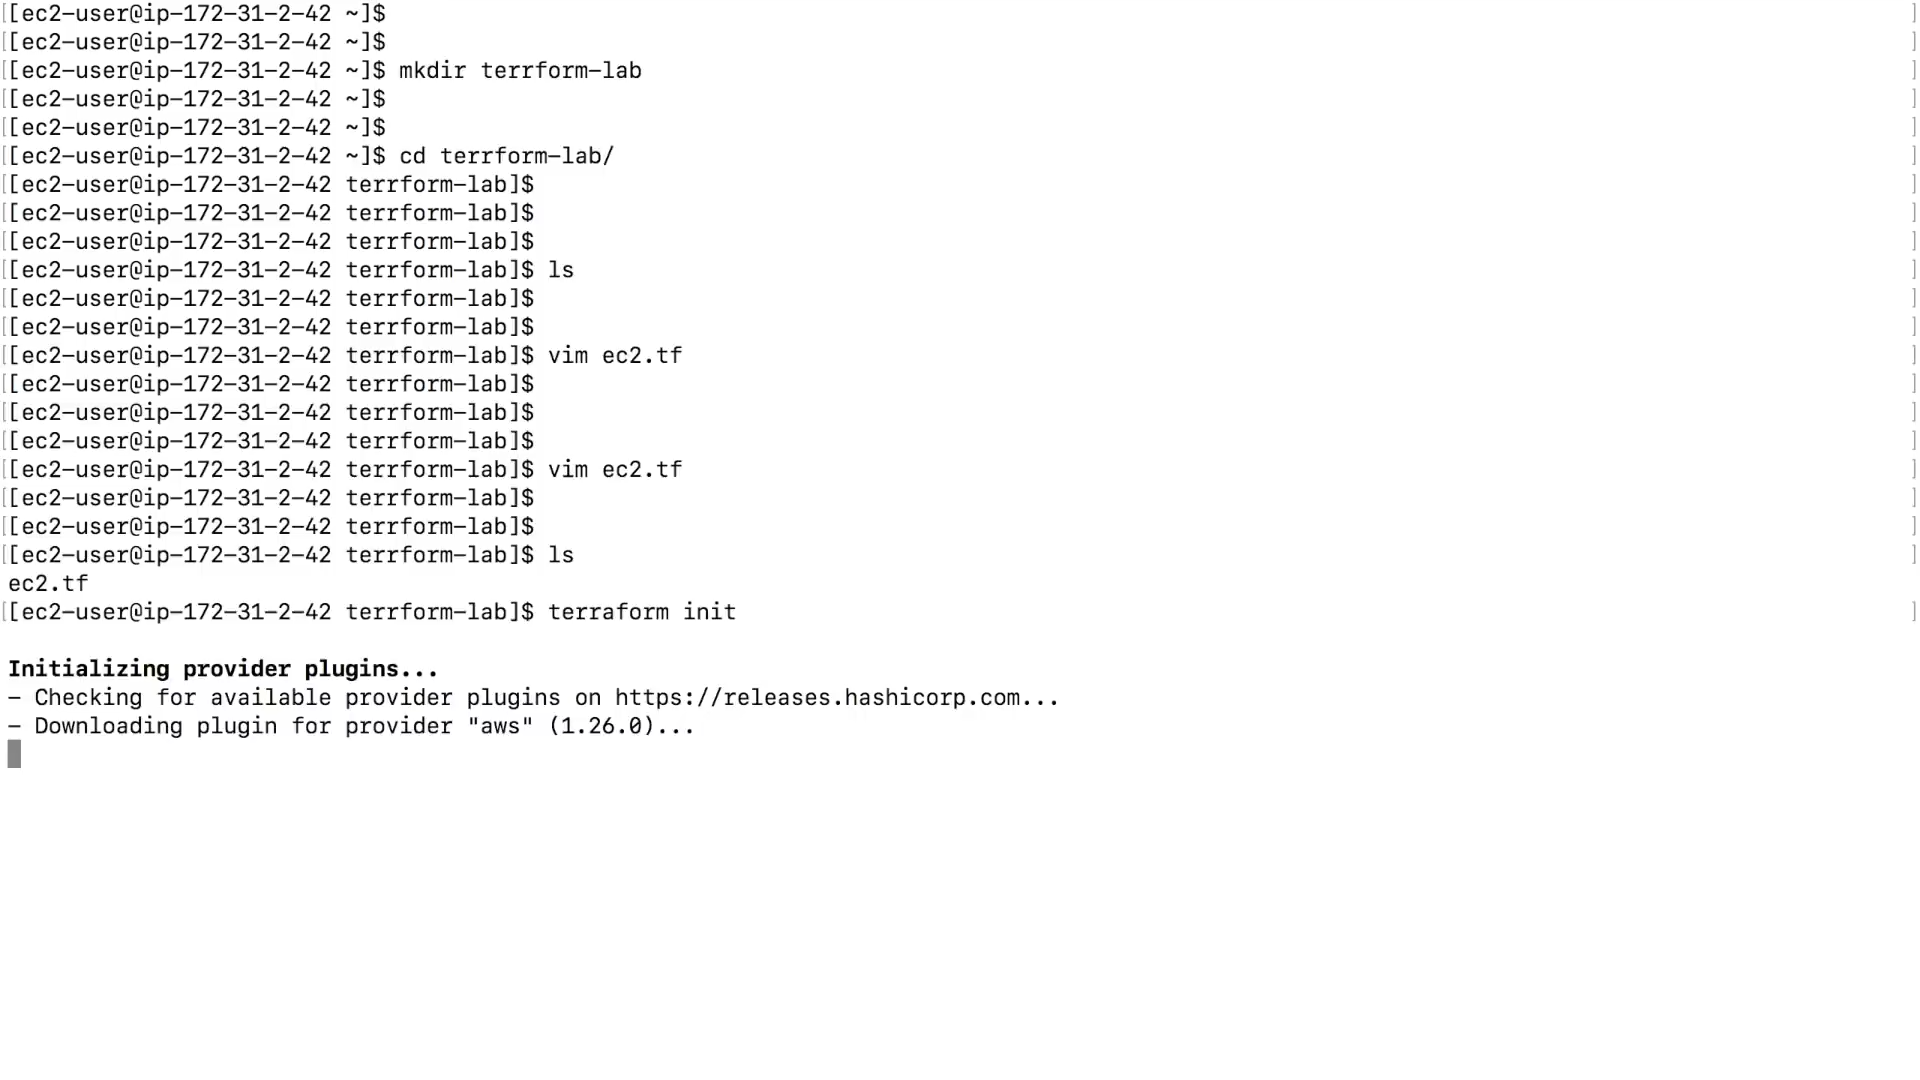 [[ec2-user@ip-172-31-2-42 ~]$ ]
[[ec2-user@ip-172-31-2-42 ~]$ ]
[[ec2-user@ip-172-31-2-42 ~]$ mkdir terrform-lab ]
[[ec2-user@ip-172-31-2-42 ~]$ ]
[[ec2-user@ip-172-31-2-42 ~]$ ]
[[ec2-user@ip-172-31-2-42 ~]$ cd terrform-lab/ ]
[[ec2-user@ip-172-31-2-42 terrform-lab]$ ]
[[ec2-user@ip-172-31-2-42 terrform-lab]$ ]
[[ec2-user@ip-172-31-2-42 terrform-lab]$ ]
[[ec2-user@ip-172-31-2-42 terrform-lab]$ ls ]
[[ec2-user@ip-172-31-2-42 terrform-lab]$ ]
[[ec2-user@ip-172-31-2-42 terrform-lab]$ ]
[[ec2-user@ip-172-31-2-42 terrform-lab]$ vim ec2.tf ]
[[ec2-user@ip-172-31-2-42 terrform-lab]$ ]
[[ec2-user@ip-172-31-2-42 terrform-lab]$ ]
[[ec2-user@ip-172-31-2-42 terrform-lab]$ ]
[[ec2-user@ip-172-31-2-42 terrform-lab]$ vim ec2.tf ]
[[ec2-user@ip-172-31-2-42 terrform-lab]$ ]
[[ec2-user@ip-172-31-2-42 terrform-lab]$ ]
[[ec2-user@ip-172-31-2-42 terrform-lab]$ ls ]
ec2.tf
[[ec2-user@ip-172-31-2-42 terrform-lab]$ terraform init ]
Initializing provider plugins...
- Checking for available provider plugins on https://releases.hashicorp.com...
- Downloading plugin for provider "aws" (1.26.0)...